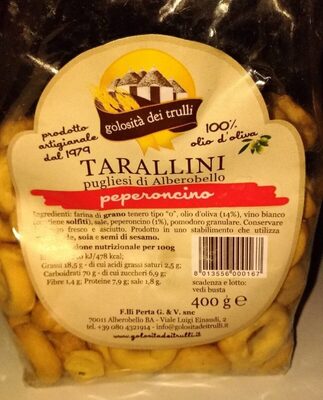 golosità dei trulli
prodotto
artigianale
dal 1979
100%
olio d'oliva
TARALLINI
pugliesi di Alberobello
peperoncino
Ingredienti: farina di grano tenero tipo "0", olio d'oliva (14%), vino bianco
solfiti), sale, peperoncino (1%), pomodoro granulare. Conservare
fresco e asciutto. Prodotto in uno stabilimento che utilizza
soia e semi di sesamo.
nutrizionale per 100g
kJ/478 kcal);
Grassi 18,5 g - di cui acidi grassi saturi 2,5 g;
Carboidrati 70 g - di cui zuccheri 6,9 g;
Fibre 1,4 g; Proteine 7,9 g; sale 1,8 g.
8 013556 000167
scadenza e lotto:
vedi busta
400 g e
F.lli Perta G. & V. snc
70011 Alberobello BA - Viale Luigi Einaudi, 2
tel. +39 080 4321914 - info@golositadeitrulli.it
www.golositadeitrulli.it